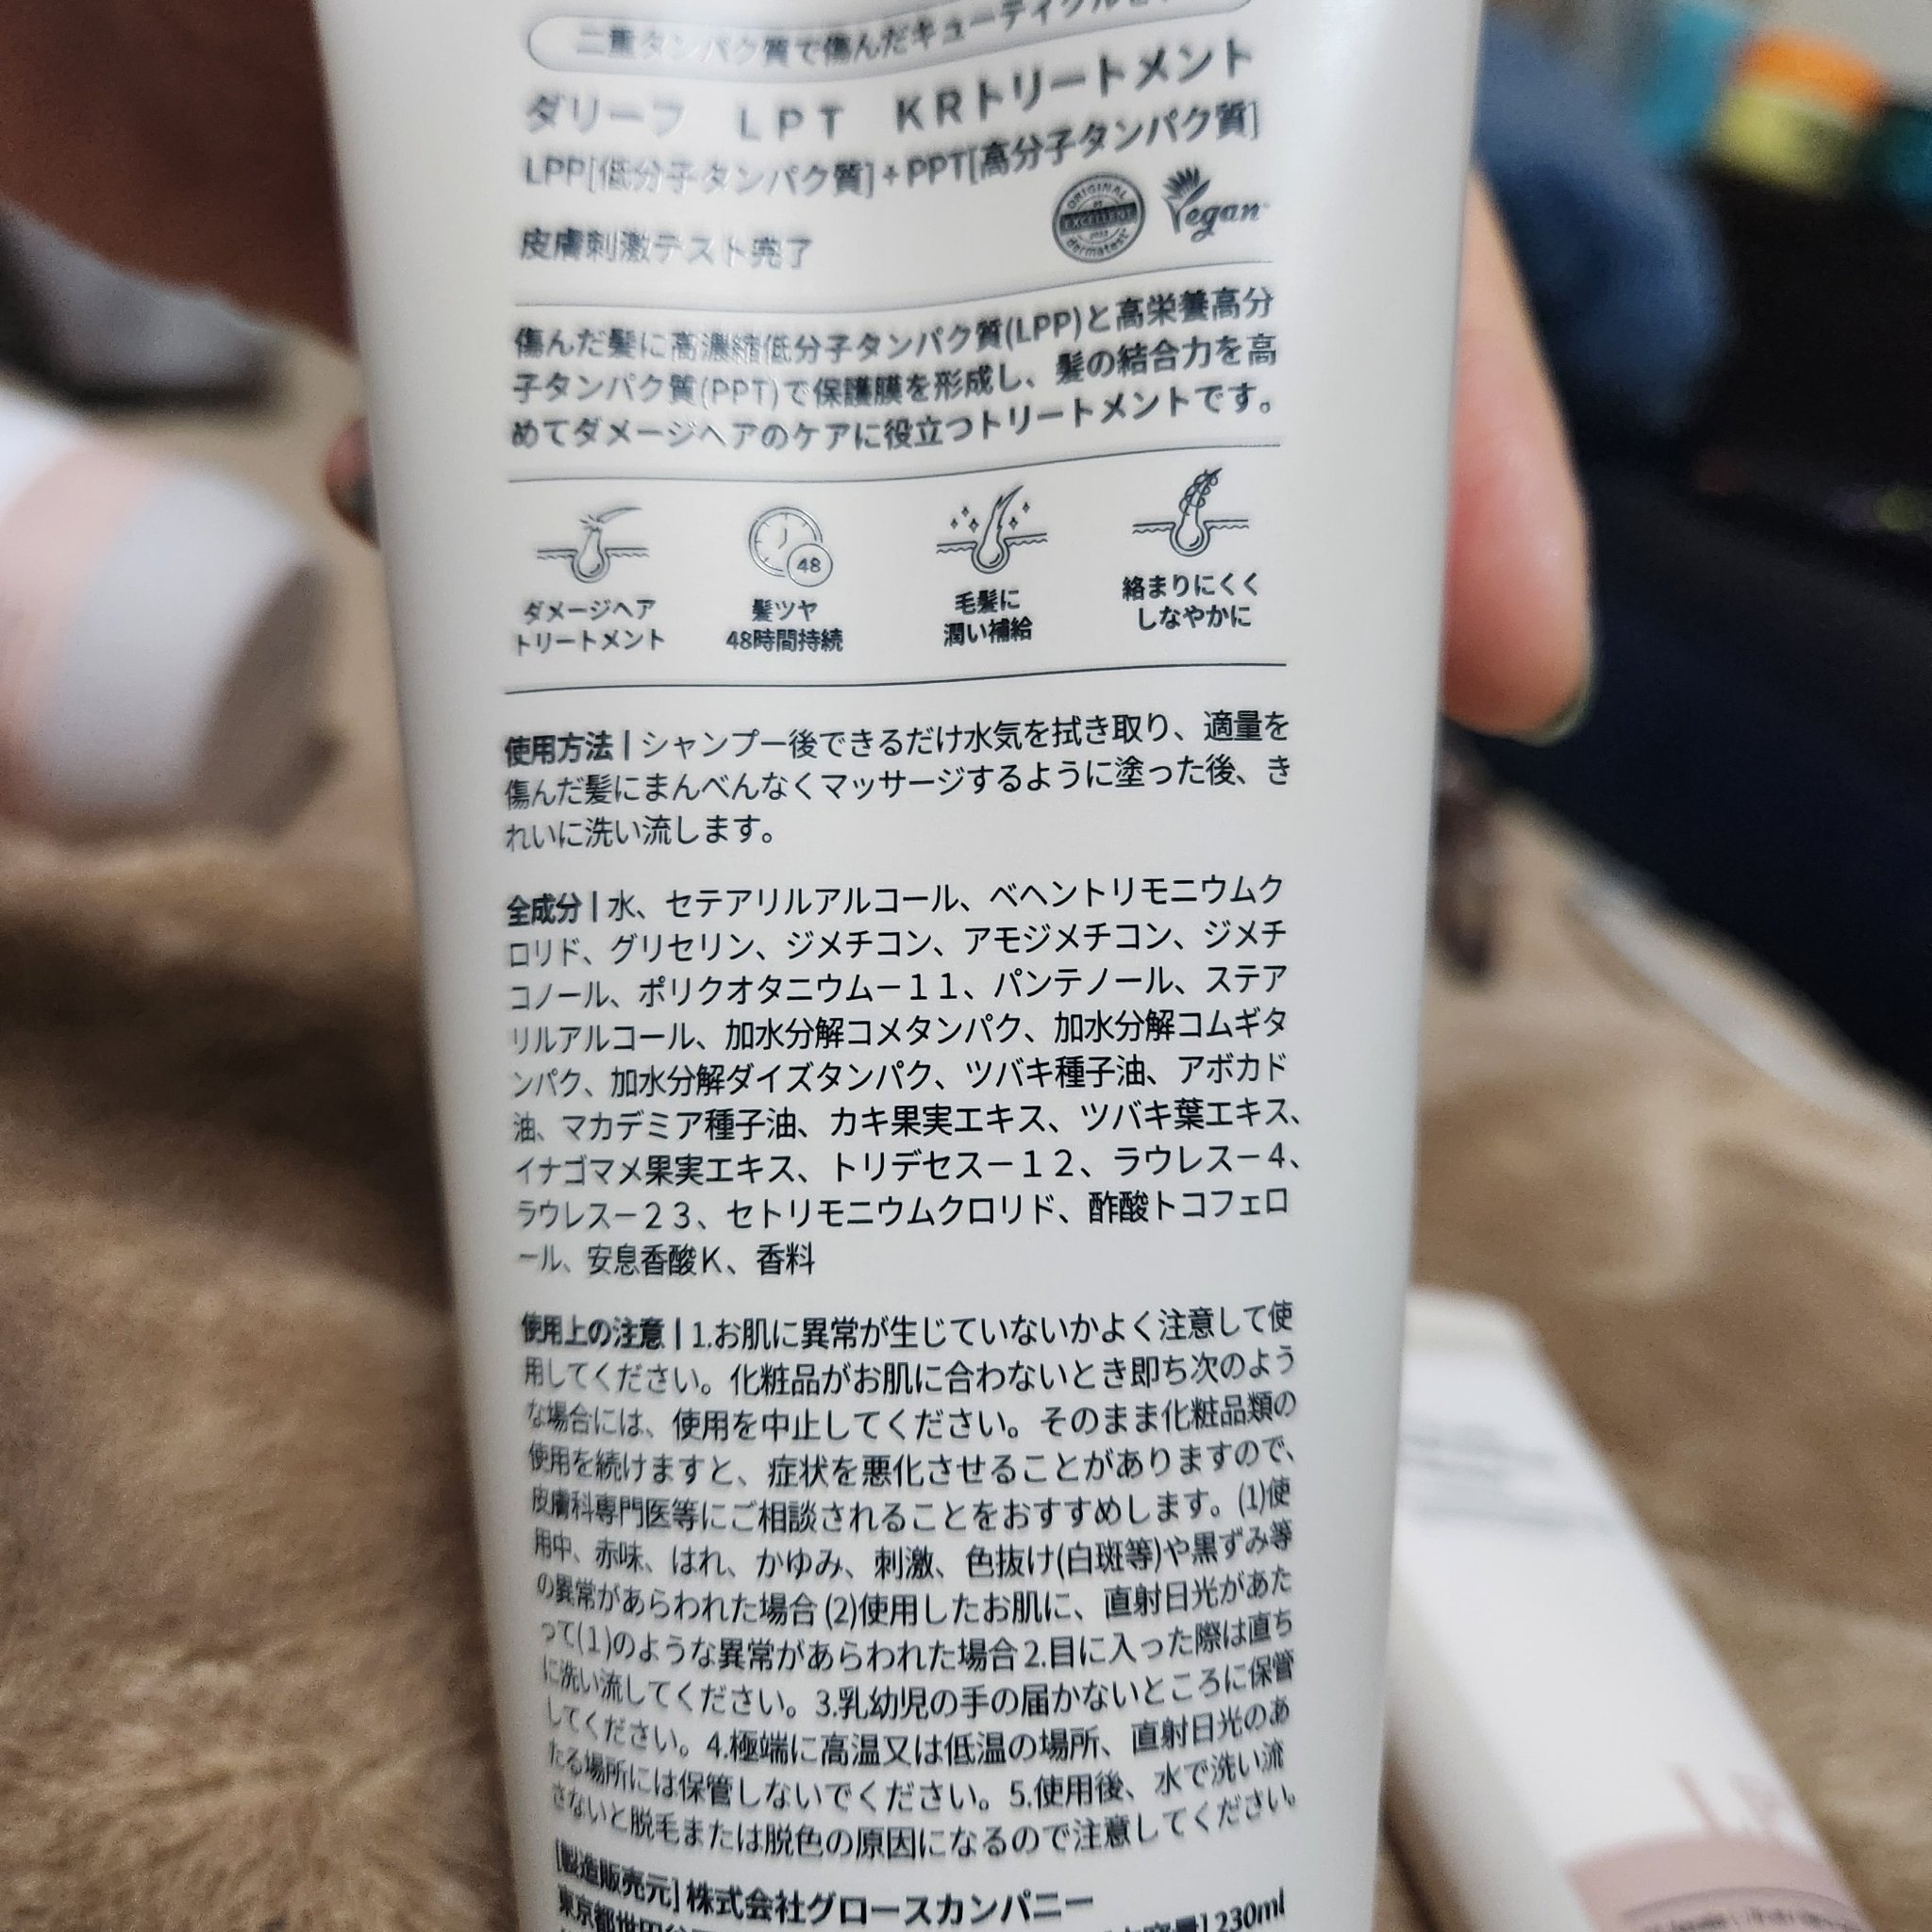 二重タンパク質で傷んだキューティクル
ダリーフ LPT KRトリートメント
LPP[低分子タンパク質]+PPT[高分子タンパク質]
ORIGINAL
EXCELLENT
dermatest
Vegan
皮膚刺激テスト完了
傷んだ髪に高濃縮低分子タンパク質(LPP)と高栄養高分
子タンパク質(PPT)で保護膜を形成し、髪の結合力を高
めてダメージヘアのケアに役立つトリートメントです。
ダメージヘア
トリートメント
48
髪ツヤ
48時間持続
毛髪に
潤い補給
絡まりにくく
しなやかに
使用方法 | シャンプー後できるだけ水気を拭き取り、適量を
傷んだ髪にまんべんなくマッサージするように塗った後、き
れいに洗い流します。
全成分 | 水、セテアリルアルコール、ベヘントリモニウムク
ロリド、グリセリン、ジメチコン、アモジメチコン、ジメチ
コノール、ポリクオタニウムー１１、パンテノール、ステア
リルアルコール、加水分解コメタンパク、加水分解コムギタ
ンパク、加水分解ダイズタンパク、ツバキ種子油、アボカド
油、マカデミア種子油、カキ果実エキス、ツバキ葉エキス、
イナゴマメ果実エキス、トリデセスー１２、ラウレスー４、
ラウレスー２３、セトリモニウムクロリド、酢酸トコフェロ
ール、安息香酸Ｋ、香料
使用上の注意 | 1.お肌に異常が生じていないかよく注意して使
用してください。化粧品がお肌に合わないとき即ち次のよう
な場合には、使用を中止してください。そのまま化粧品類の
使用を続けますと、症状を悪化させることがありますので、
皮膚科専門医等にご相談されることをおすすめします。(1)使
用中、赤味、はれ、かゆみ、刺激、色抜け(白斑等)や黒ずみ等
の異常があらわれた場合 (2)使用したお肌に、直射日光があた
って(1)のような異常があらわれた場合 2.目に入った際は直ち
に洗い流してください。3.乳幼児の手の届かないところに保管
してください。4.極端に高温又は低温の場所、直射日光のあ
たる場所には保管しないでください。5.使用後、水で洗い流
さないと脱毛または脱色の原因になるので注意してください。
[製造販売元] 株式会社グロースカンパニー
東京都世田谷
230ml